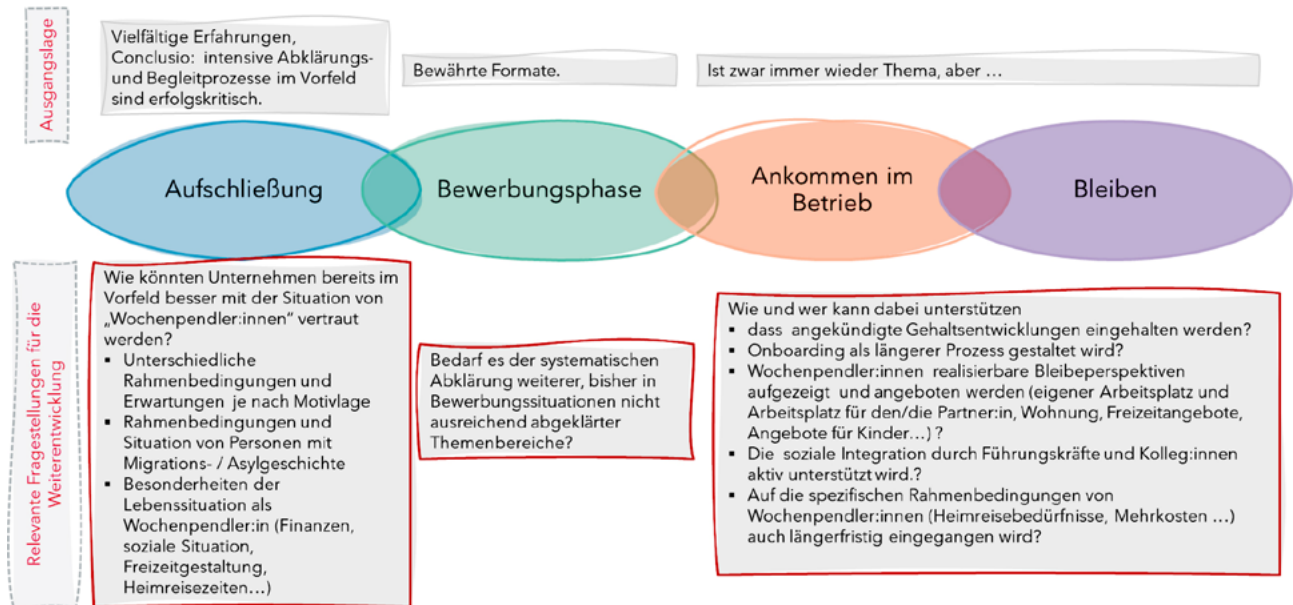 Ausgangslage
Vielfältige Erfahrungen,
Conclusio: intensive Abklärungs-
und Begleitprozesse im Vorfeld
sind erfolgskritisch.
Bewährte Formate.
Ist zwar immer wieder Thema, aber …
Aufschließung
Bewerbungsphase
Ankommen im
Betrieb
Bleiben
Relevante Fragestellungen für die
Weiterentwicklung
Wie könnten Unternehmen bereits im
Vorfeld besser mit der Situation von
„Wochenpendler:innen" vertraut
werden?
▪ Unterschiedliche
Rahmenbedingungen und
Erwartungen je nach Motivlage
▪ Rahmenbedingungen und
Situation von Personen mit
Migrations- / Asylgeschichte
▪ Besonderheiten der
Lebenssituation als
Wochenpendler:in (Finanzen,
soziale Situation,
Freizeitgestaltung,
Heimreisezeiten…)
Bedarf es der systematischen
Abklärung weiterer, bisher in
Bewerbungssituationen nicht
ausreichend abgeklärter
Themenbereiche?
Wie und wer kann dabei unterstützen
▪ dass angekündigte Gehaltsentwicklungen eingehalten werden?
▪ Onboarding als längerer Prozess gestaltet wird?
▪ Wochenpendler:innen realisierbare Bleibeperspektiven
aufgezeigt und angeboten werden (eigener Arbeitsplatz und
Arbeitsplatz für den/die Partner:in, Wohnung, Freizeitangebote,
Angebote für Kinder…) ?
▪ Die soziale Integration durch Führungskräfte und Kolleg:innen
aktiv unterstützt wird.?
▪ Auf die spezifischen Rahmenbedingungen von
Wochenpendler:innen (Heimreisebedürfnisse, Mehrkosten …)
auch längerfristig eingegangen wird?